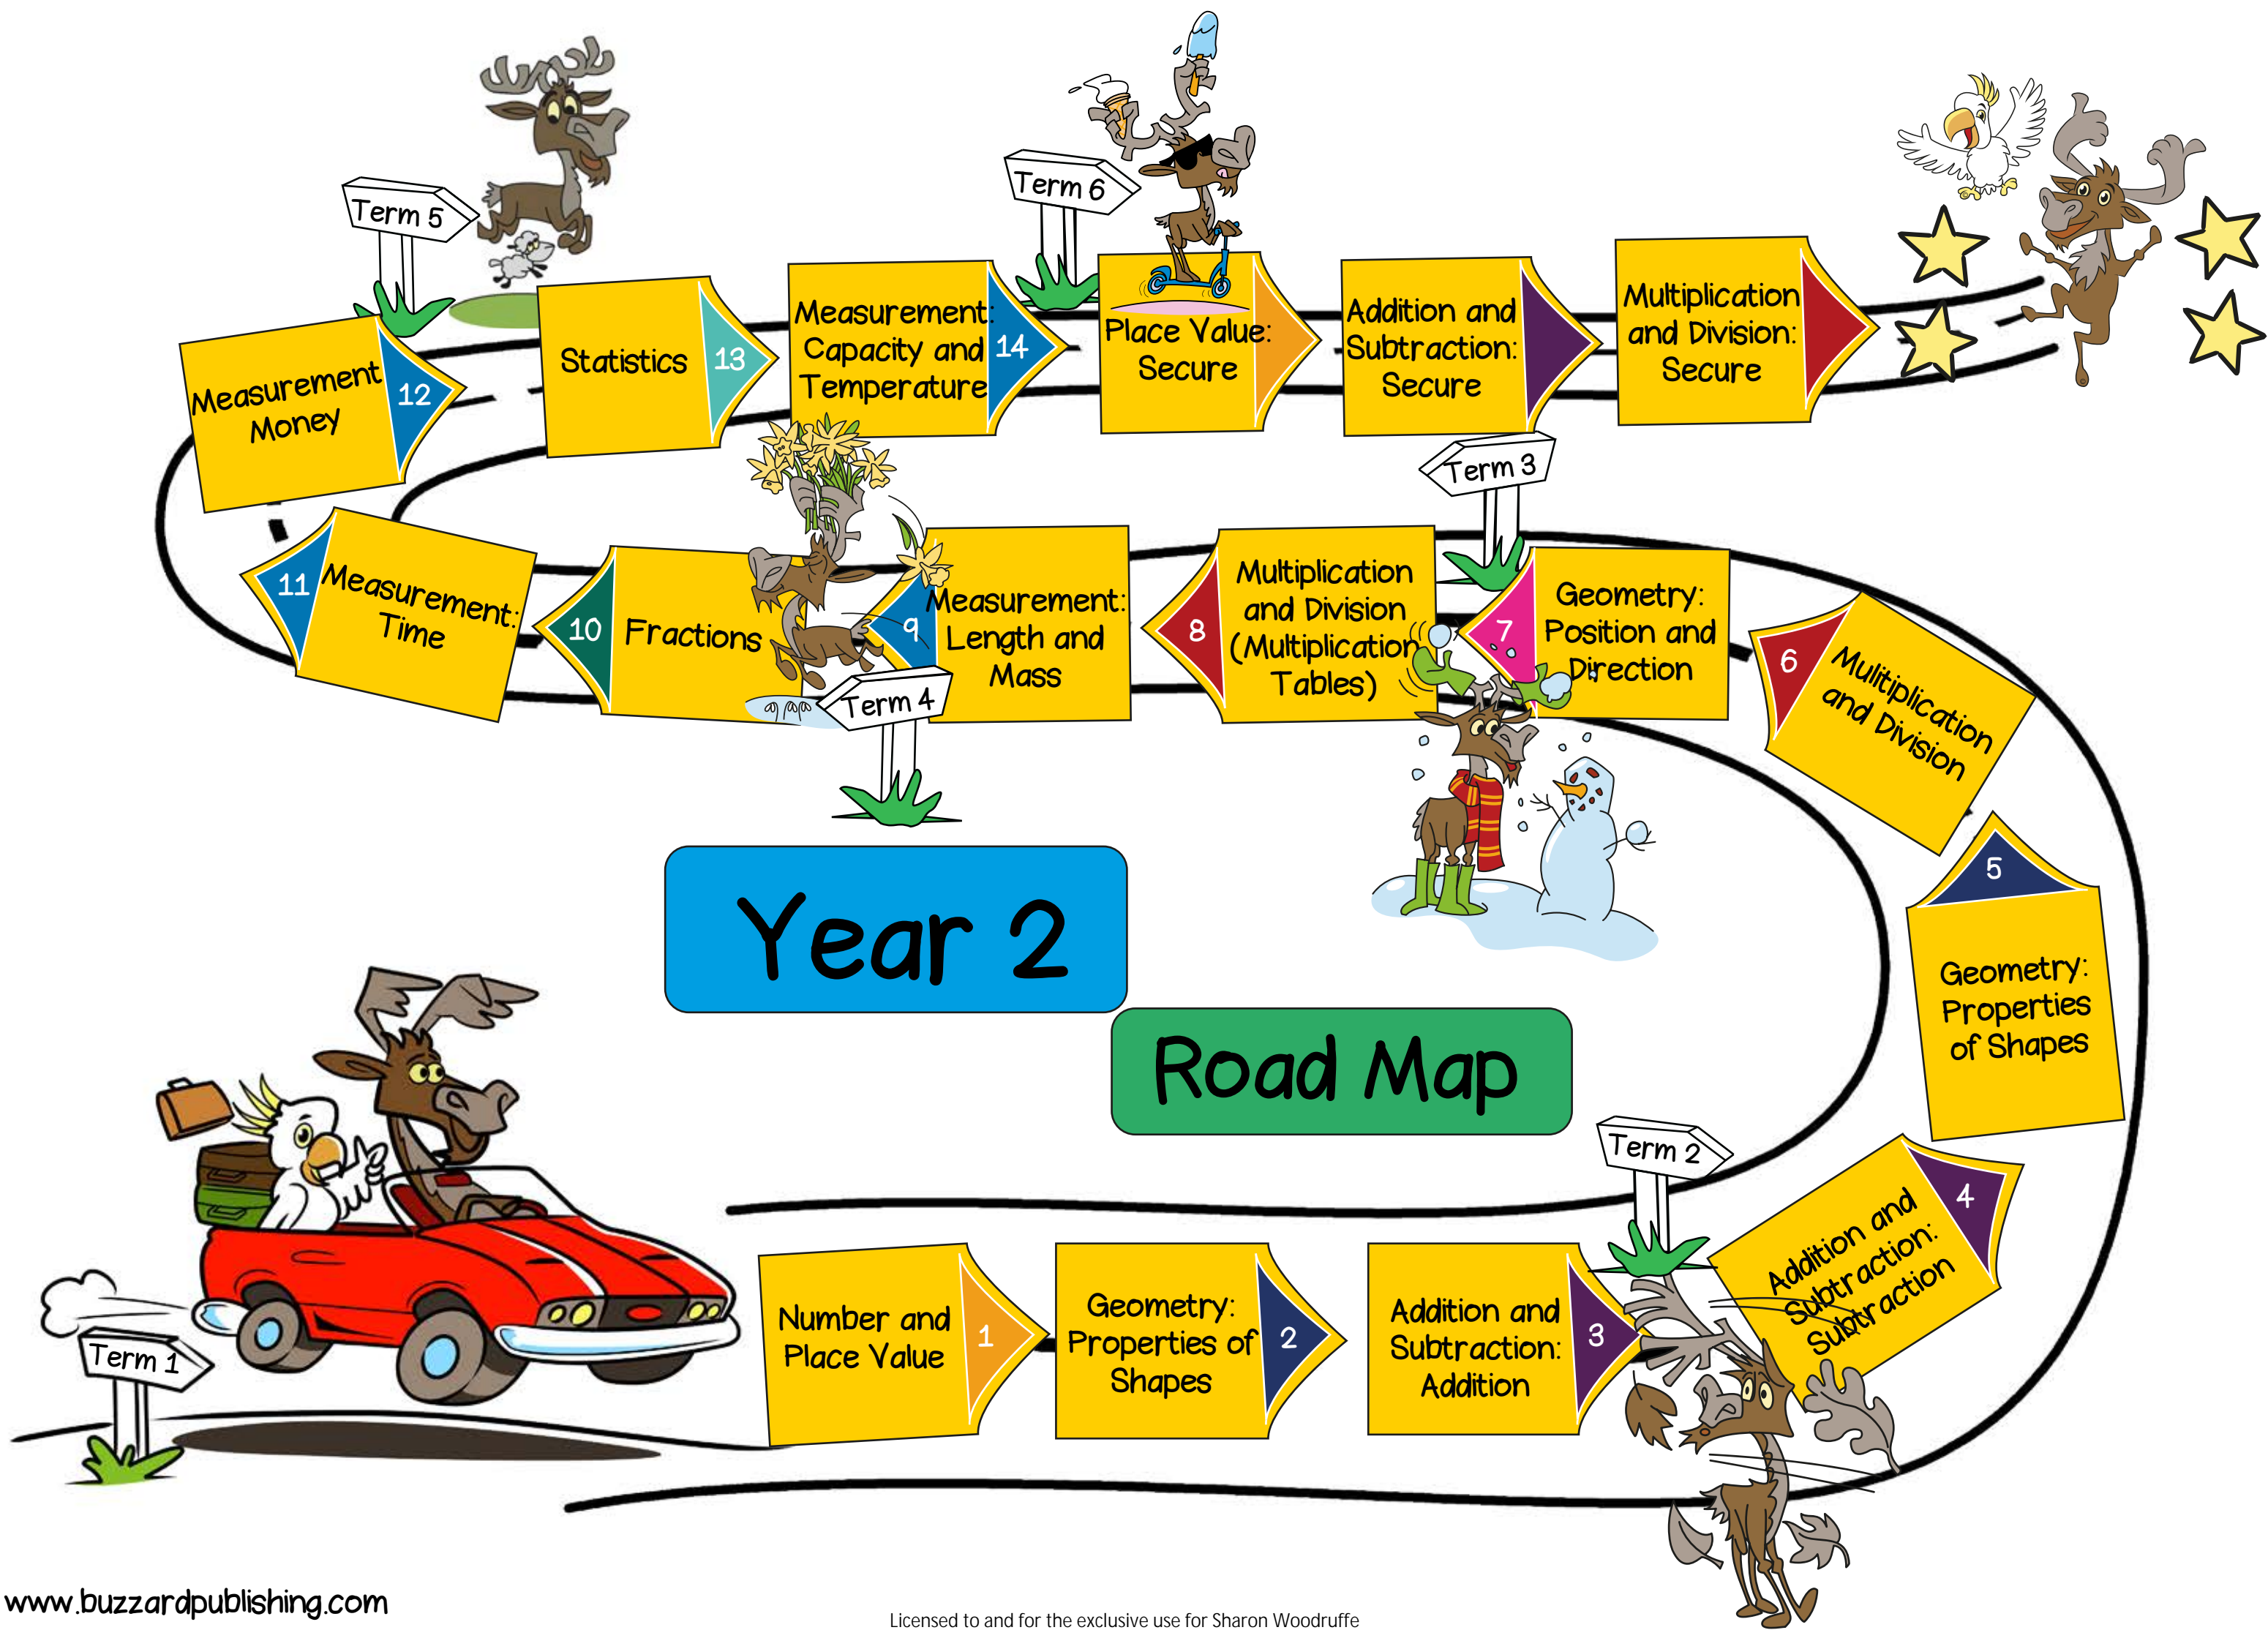 Term 5
Term 6
Measurement
Money
12
Statistics
13
Measurement:
Capacity and
Temperature
14
Place Value:
Secure
Addition and
Subtraction:
Secure
Multiplication
and Division:
Secure
Term 3
11
Measurement:
Time
10
Fractions
9
Measurement:
Length and
Mass
8
Multiplication
and Division
(Multiplication
Tables)
7
Geometry:
Position and
Direction
6
Mulitiplication
and Division
Term 4
5
Geometry:
Properties
of Shapes
Year 2
Road Map
Term 2
4
Addition and
Subtraction:
Subtraction
Term 1
Number and
Place Value
1
Geometry:
Properties of
Shapes
2
Addition and
Subtraction:
Addition
3
www.buzzardpublishing.com
Licensed to and for the exclusive use for Sharon Woodruffe